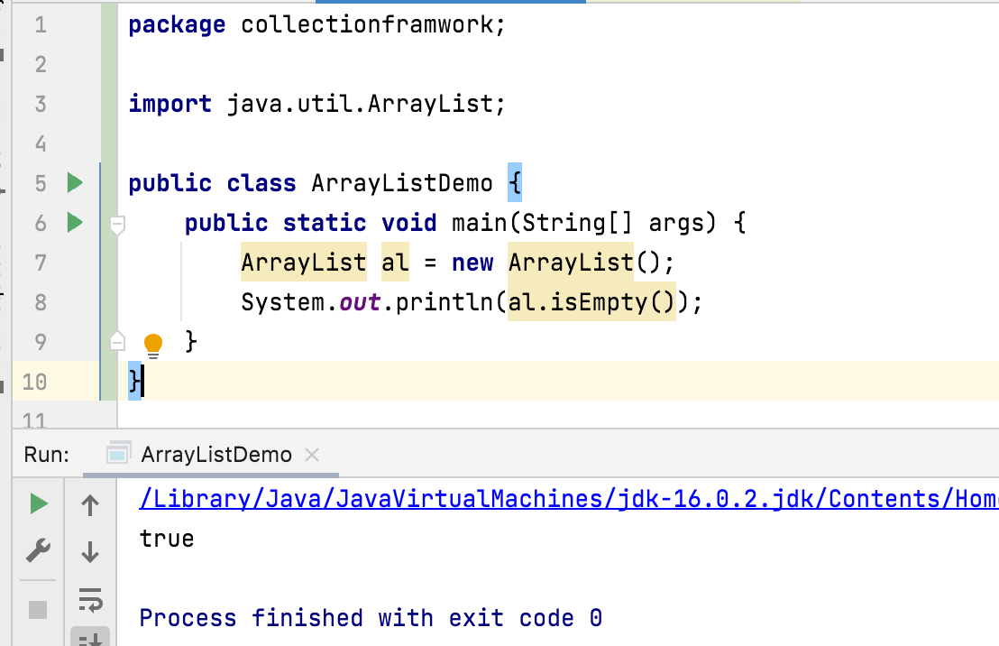 1 package collectionframwork;
2
3 import java.util.ArrayList;
4
5 public class ArrayListDemo {
6 public static void main(String[] args) {
7 ArrayList al = new ArrayList();
8 System.out.println(al.isEmpty());
9 }
10 }
11
Run: ArrayListDemo
/Library/Java/JavaVirtualMachines/jdk-16.0.2.jdk/Contents/Hom
true
Process finished with exit code 0